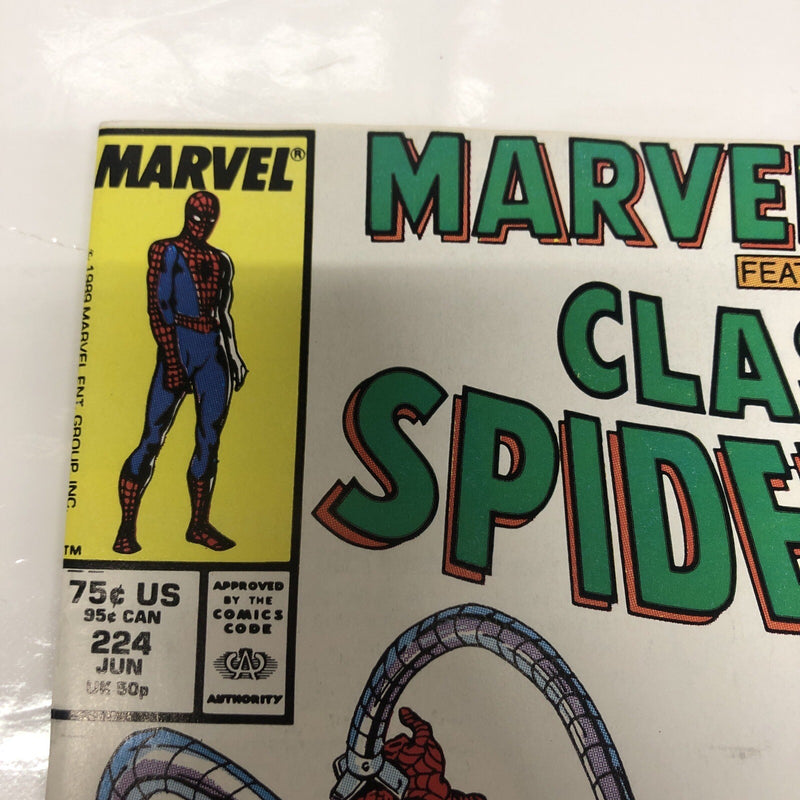 MARVEL®
© 1989 MARVEL ENT. GROUP, INC.
TM
75¢ US
95¢ CAN
224
JUN
UK 50p
APPROVED
BY THE
COMICS
CODE
AUTHORITY
MARVE
FEAT
CLAS
SPIDE